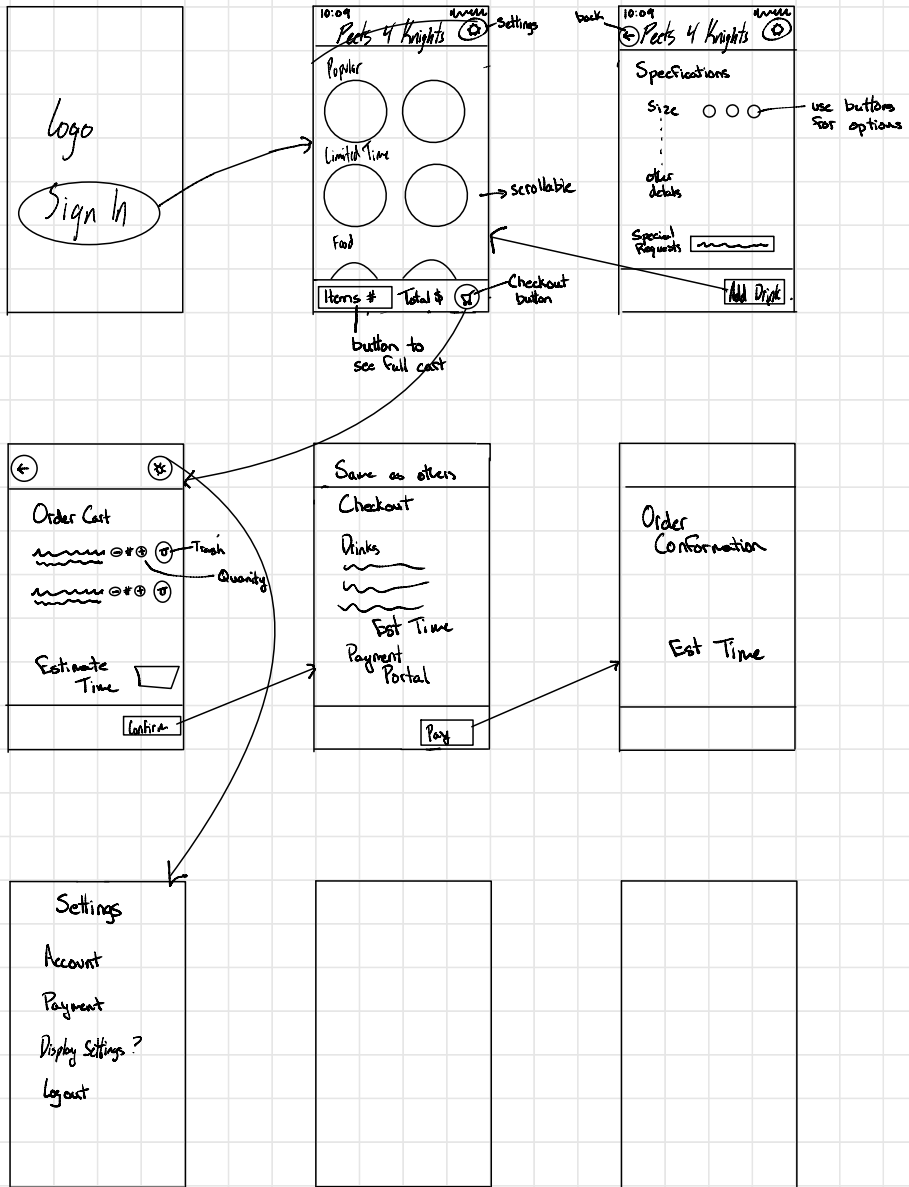 Logo
Sign In
10:09
Peets 4 Knights
Settings
Popular
Limited Time
scrollable
Food
Items #
Total $
Checkout
button
button to
see full cart
back
10:09
Peets 4 Knights
Specfications
Size
use buttons
for options
other
details
Special
Requests
Add Drink
Order Cart
#
Trash
Quanity
#
Estimate
Time
Confirm
Same as others
Checkout
Drinks
Est Time
Payment
Portal
Pay
Order
Conformation
Est Time
Settings
Account
Payment
Display Settings?
Logout